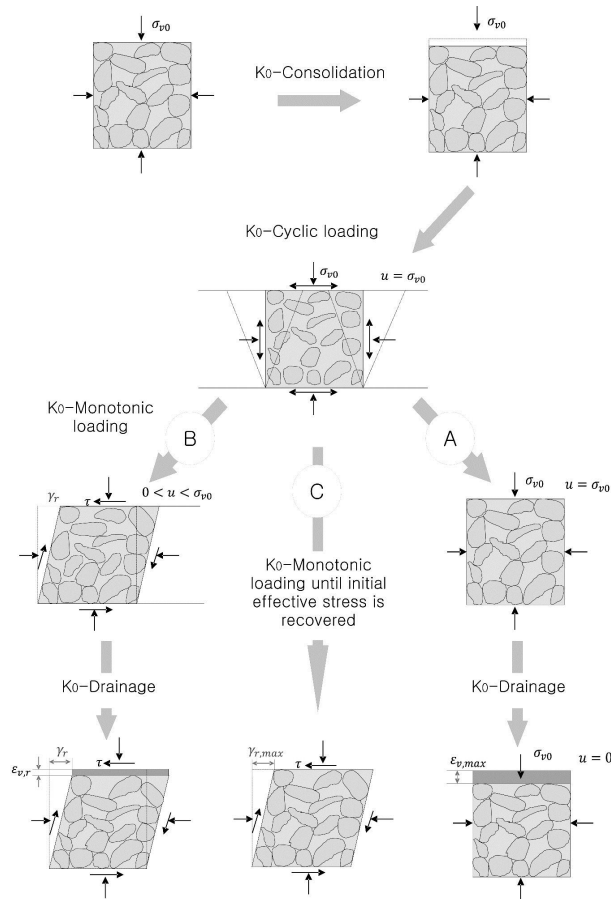 σv0
σv0
K0-Consolidation
K0-Cyclic loading
σv0
u = σv0
K0-Monotonic
loading
B
A
C
γr
τ
0 < u < σv0
σv0
u = σv0
K0-Monotonic
loading until initial
effective stress is
recovered
K0-Drainage
K0-Drainage
γr
εv,r
τ
γr,max
τ
εv,max
σv0
u = 0